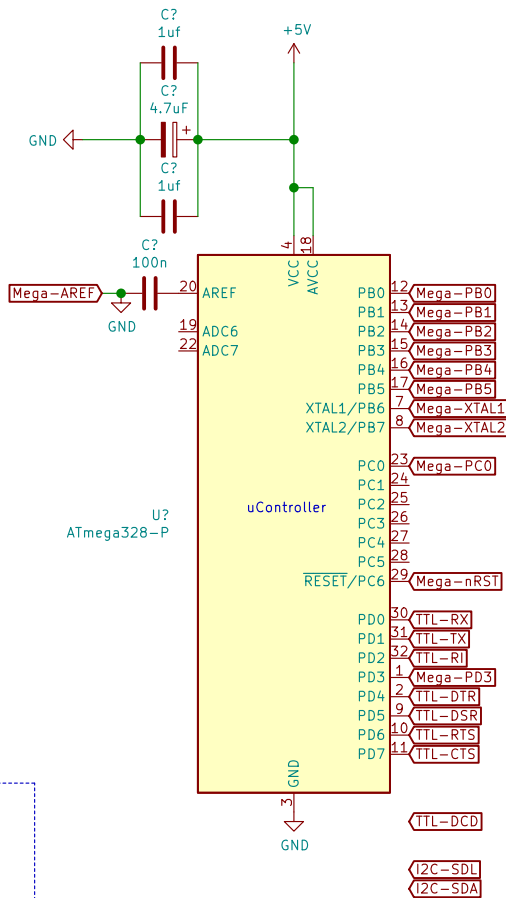 C?
1uf
+5V
C?
4.7uF
+
GND
C?
1uf
C?
100n
4
18
VCC
AVCC
Mega-AREF
20
AREF
GND
19
ADC6
22
ADC7
PB0
12
Mega-PB0
PB1
13
Mega-PB1
PB2
14
Mega-PB2
PB3
15
Mega-PB3
PB4
16
Mega-PB4
PB5
17
Mega-PB5
XTAL1/PB6
7
Mega-XTAL1
XTAL2/PB7
8
Mega-XTAL2
PC0
23
Mega-PC0
PC1
24
PC2
25
PC3
26
PC4
27
PC5
28
RESET/PC6
29
Mega-nRST
uController
U?
ATmega328-P
PD0
30
TTL-RX
PD1
31
TTL-TX
PD2
32
TTL-RI
PD3
1
Mega-PD3
PD4
2
TTL-DTR
PD5
9
TTL-DSR
PD6
10
TTL-RTS
PD7
11
TTL-CTS
GND
3
GND
TTL-DCD
I2C-SDL
I2C-SDA